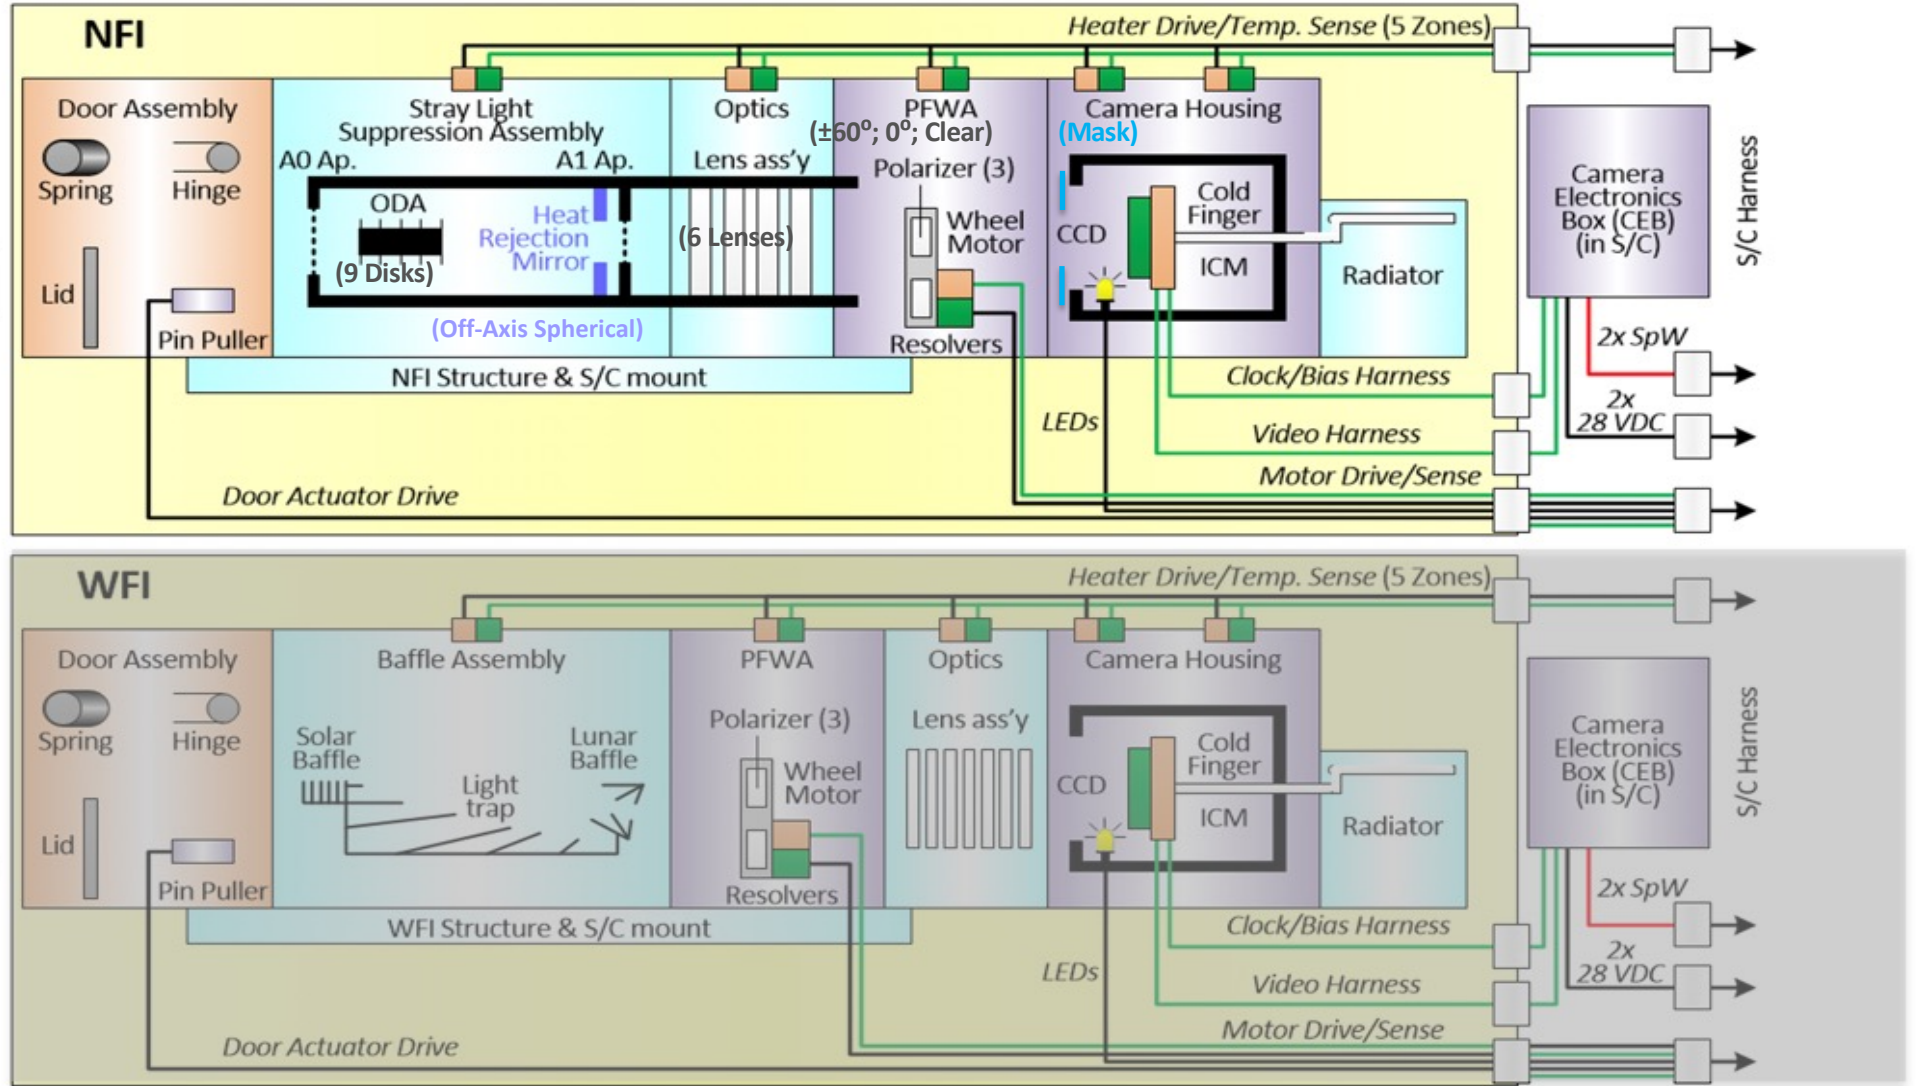 NFI
Heater Drive/Temp. Sense (5 Zones)
Door Assembly
Spring
Hinge
Lid
Pin Puller
Stray Light
Suppression Assembly
A0 Ap.
A1 Ap.
ODA
(9 Disks)
Heat
Rejection
Mirror
(Off-Axis Spherical)
Optics
Lens ass'y
(6 Lenses)
PFWA
(±60⁰; 0⁰; Clear)
Polarizer (3)
Wheel
Motor
Resolvers
Camera Housing
(Mask)
CCD
Cold
Finger
ICM
Radiator
Camera
Electronics
Box (CEB)
(in S/C)
S/C Harness
NFI Structure & S/C mount
2x SpW
Clock/Bias Harness
2x
28 VDC
LEDs
Video Harness
Motor Drive/Sense
Door Actuator Drive
WFI
Heater Drive/Temp. Sense (5 Zones)
Door Assembly
Spring
Hinge
Lid
Pin Puller
Baffle Assembly
Solar
Baffle
Light
trap
Lunar
Baffle
PFWA
Polarizer (3)
Wheel
Motor
Resolvers
Optics
Lens ass'y
Camera Housing
CCD
Cold
Finger
ICM
Radiator
Camera
Electronics
Box (CEB)
(in S/C)
S/C Harness
WFI Structure & S/C mount
2x SpW
Clock/Bias Harness
2x
28 VDC
LEDs
Video Harness
Motor Drive/Sense
Door Actuator Drive